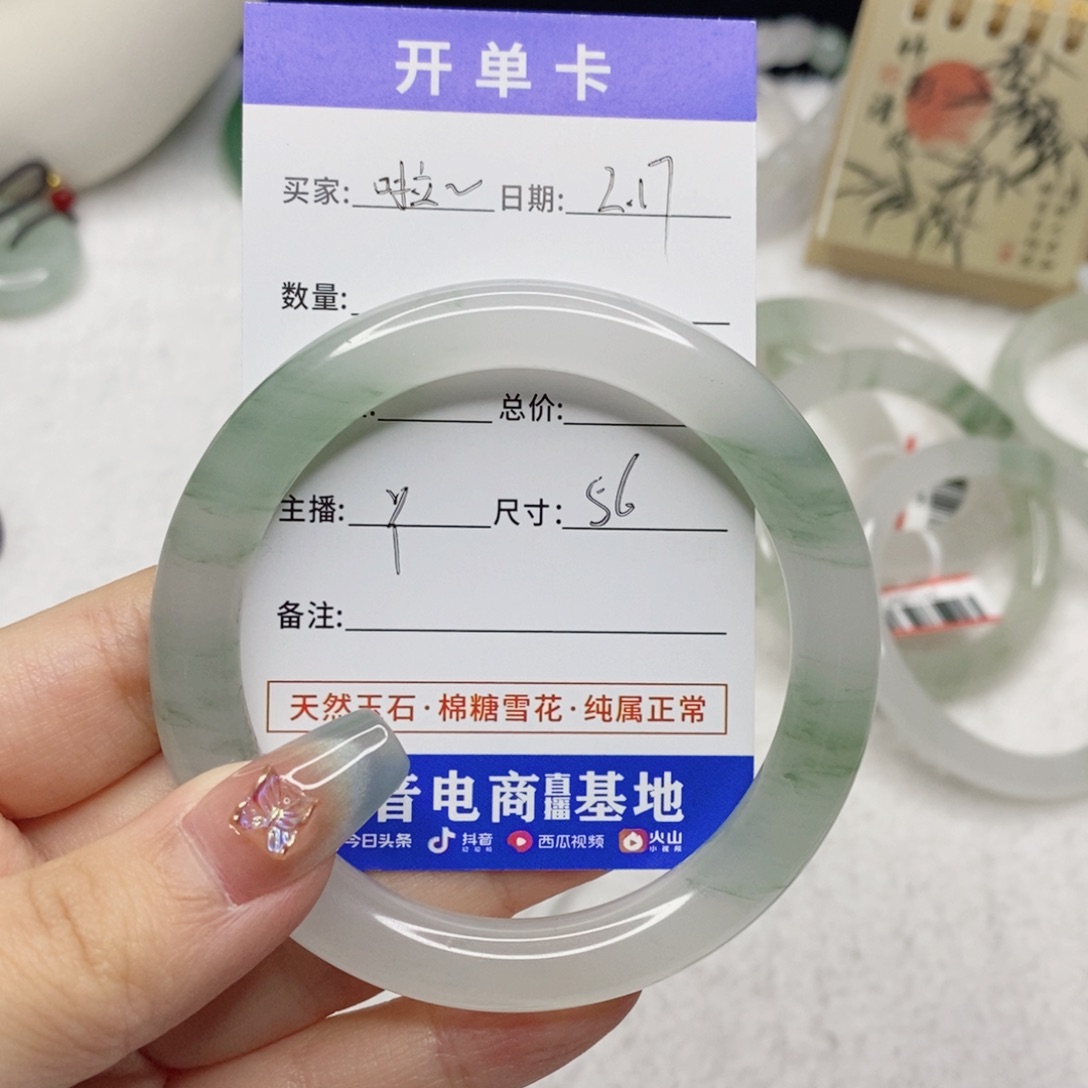 开单卡
买家: 啦~ 日期: 2.17
数量:
总价:
主播: y 尺寸: 56
备注:
天然玉石·棉糖雪花·纯属正常
音电商直播基地
今日头条 抖音 西瓜视频 火山